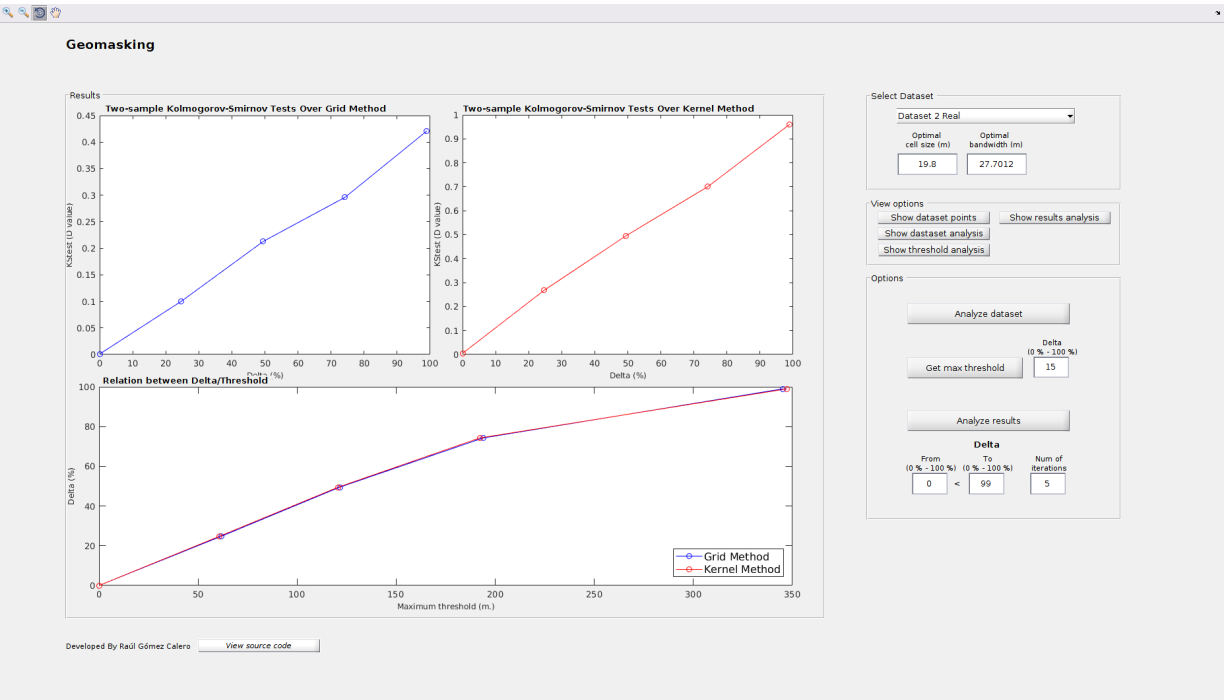 Geomasking
Results
Two-sample Kolmogorov-Smirnov Tests Over Grid Method
KStest (D value)
0.45
0.4
0.35
0.3
0.25
0.2
0.15
0.1
0.05
0
0 10 20 30 40 50 60 70 80 90 100
Delta (%)
Two-sample Kolmogorov-Smirnov Tests Over Kernel Method
KStest (D value)
1
0.9
0.8
0.7
0.6
0.5
0.4
0.3
0.2
0.1
0
0 10 20 30 40 50 60 70 80 90 100
Delta (%)
Relation between Delta/Threshold
Delta (%)
100
80
60
40
20
0
0 50 100 150 200 250 300 350
Maximum threshold (m.)
Grid Method
Kernel Method
Select Dataset
Dataset 2 Real
Optimal
cell size (m)
Optimal
bandwidth (m)
19.8
27.7012
View options
Show dataset points
Show results analysis
Show dastaset analysis
Show threshold analysis
Options
Analyze dataset
Delta
(0 % - 100 %)
Get max threshold
15
Analyze results
Delta
From
(0 % - 100 %)
To
(0 % - 100 %)
Num of
iterations
0 < 99
5
Developed By Raúl Gómez Calero
View source code